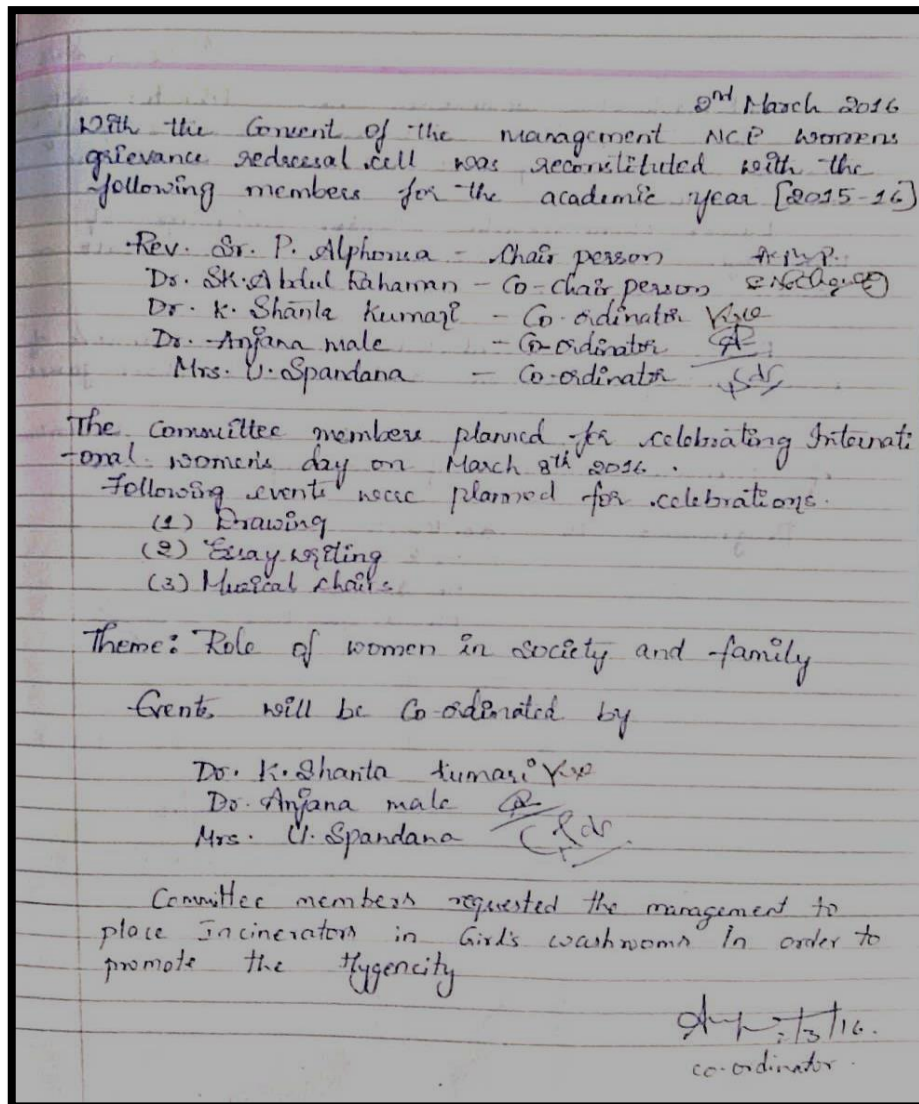 2nd March 2016
With the Consent of the management NCP womens
grievance redressal cell was reconstituted with the
following members for the academic year [2015-16]
Rev. Sr. P. Alphonsa - Chair person
Dr. SK. Abdul Rahaman - Co-chair person
Dr. K. Shanta Kumari - Co-ordinator
Dr. Anjana male - Co-ordinator
Mrs. U. Spandana - Co-ordinator
The Committee members planned for celebrating Internati
-onal women's day on March 8th 2016.
Following events were planned for celebrations.
(1) Drawing
(2) Essay writing
(3) Musical chairs
Theme: Role of women in society and family
Events will be Co-ordinated by
Dr. K. Shanta Kumari
Dr. Anjana male
Mrs. U. Spandana
Committee members requested the management to
place Incinerators in Girl's washrooms In order to
promote the Hygencity
co-ordinator.